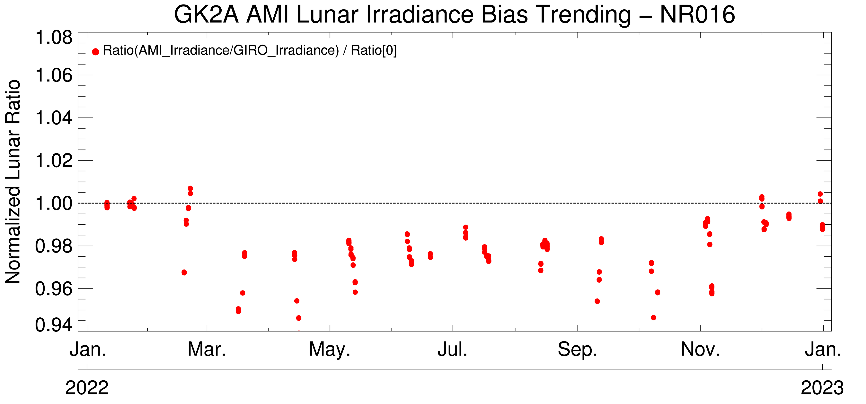 GK2A AMI Lunar Irradiance Bias Trending − NR016
Ratio(AMI_Irradiance/GIRO_Irradiance) / Ratio[0]
Normalized Lunar Ratio
1.08
1.06
1.04
1.02
1.00
0.98
0.96
0.94
Jan. Mar. May. Jul. Sep. Nov. Jan.
2022 2023